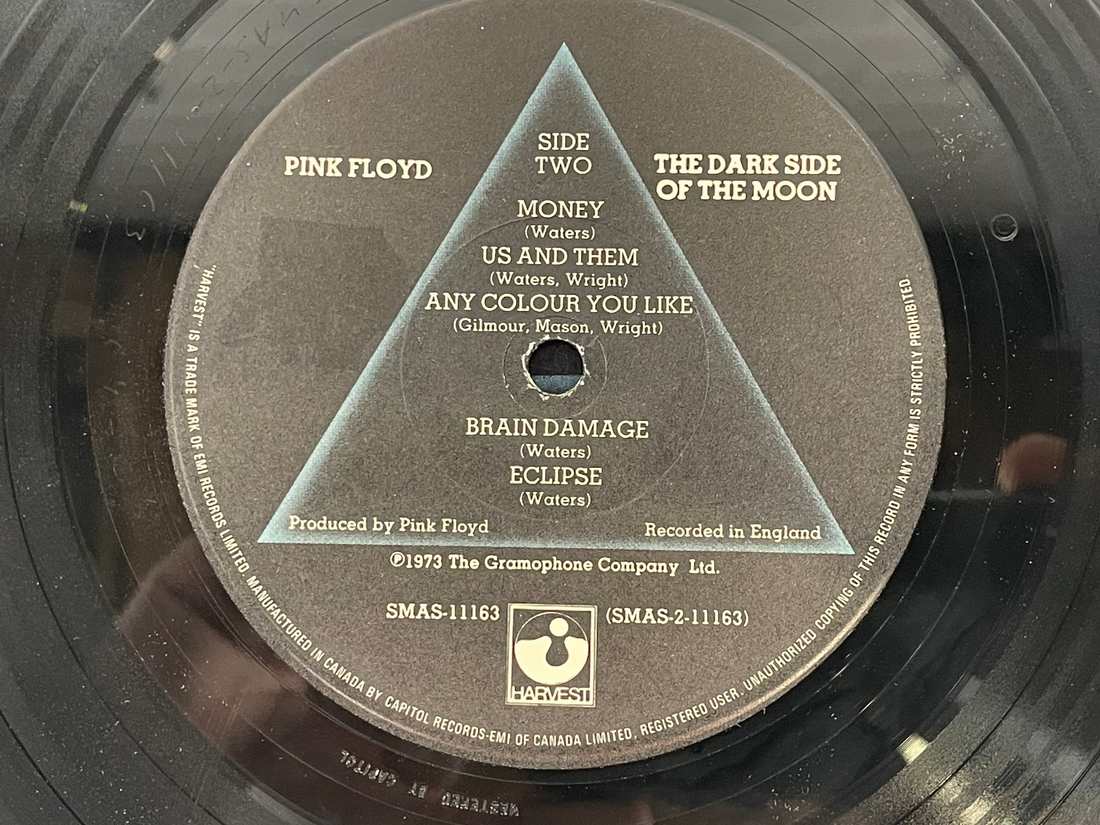 SIDE
TWO
PINK FLOYD
THE DARK SIDE
OF THE MOON
MONEY
(Waters)
US AND THEM
(Waters, Wright)
ANY COLOUR YOU LIKE
(Gilmour, Mason, Wright)
BRAIN DAMAGE
(Waters)
ECLIPSE
(Waters)
Produced by Pink Floyd
Recorded in England
℗1973 The Gramophone Company Ltd.
SMAS-11163
(SMAS-2-11163)
HARVEST
"HARVEST" IS A TRADE MARK OF EMI RECORDS LIMITED. MANUFACTURED IN CANADA BY CAPITOL RECORDS-EMI OF CANADA LIMITED, REGISTERED USER. UNAUTHORIZED COPYING OF THIS RECORD IN ANY FORM IS STRICTLY PROHIBITED.
MASTERED BY CAPITOL